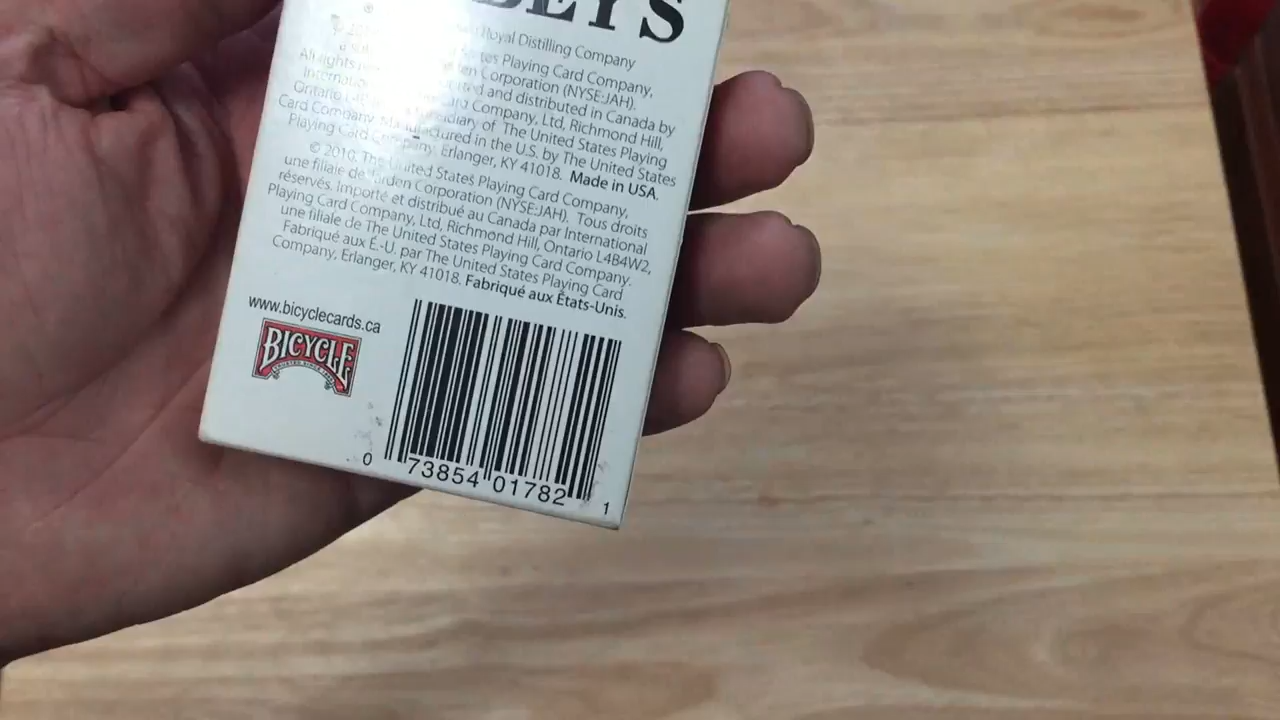 BEY'S
Royal Distilling Company
States Playing Card Company,
Corporation (NYSE:JAH).
All rights and distributed in Canada by
Card Company, Ltd, Richmond Hill,
Ontario of The United States Playing
Card Company. Manufactured in the U.S. by The United States
Playing Card Company, Erlanger, KY 41018. Made in USA.
© 2010, The United States Playing Card Company,
une filiale de Jarden Corporation (NYSE:JAH). Tous droits
réservés. Importé et distribué au Canada par International
Playing Card Company, Ltd, Richmond Hill, Ontario L4B4W2,
une filiale de The United States Playing Card Company.
Fabriqué aux É.-U. par The United States Playing Card
Company, Erlanger, KY 41018. Fabriqué aux États-Unis.
www.bicyclecards.ca
BICYCLE
0 73854 01782 1